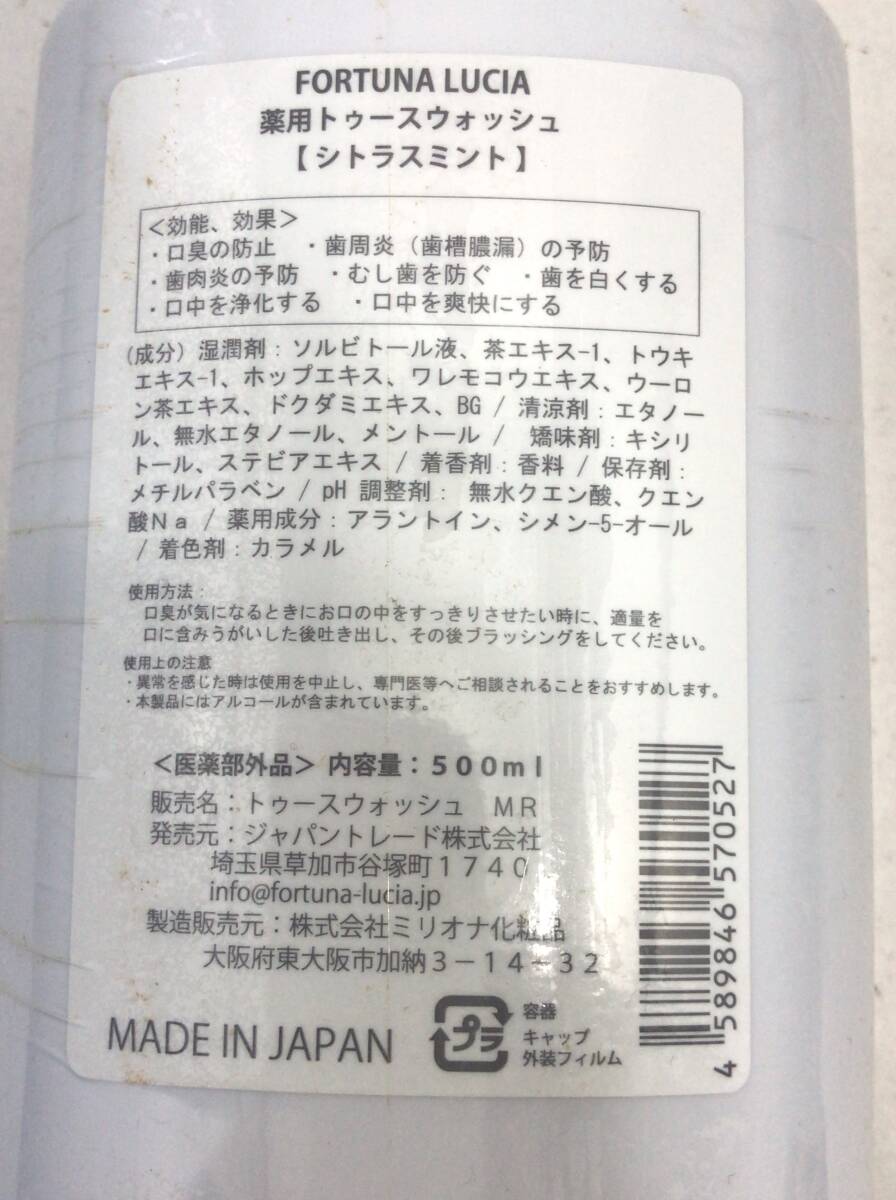 FORTUNA LUCIA
薬用トゥースウォッシュ
【シトラスミント】
＜効能、効果＞
・口臭の防止　・歯周炎（歯槽膿漏）の予防
・歯肉炎の予防　・むし歯を防ぐ　・歯を白くする
・口中を浄化する　・口中を爽快にする
(成分) 湿潤剤：ソルビトール液、茶エキス-1、トウキ
エキス-1、ホップエキス、ワレモコウエキス、ウーロ
ン茶エキス、ドクダミエキス、BG / 清涼剤：エタノー
ル、無水エタノール、メントール / 矯味剤：キシリ
トール、ステビアエキス / 着香剤：香料 / 保存剤：
メチルパラベン / pH 調整剤： 無水クエン酸、クエン
酸Ｎａ / 薬用成分：アラントイン、シメン-5-オール
/ 着色剤：カラメル
使用方法：
口臭が気になるときにお口の中をすっきりさせたい時に、適量を
口に含みうがいした後吐き出し、その後ブラッシングをしてください。
使用上の注意
・異常を感じた時は使用を中止し、専門医等へご相談されることをおすすめします。
・本製品にはアルコールが含まれています。
＜医薬部外品＞ 内容量：５００ｍｌ
販売名：トゥースウォッシュ　ＭＲ
発売元：ジャパントレード株式会社
埼玉県草加市谷塚町１７４０
info@fortuna-lucia.jp
製造販売元：株式会社ミリオナ化粧品
大阪府東大阪市加納３－１４－３２
MADE IN JAPAN
プラ
容器
キャップ
外装フィルム
4 589846 570527